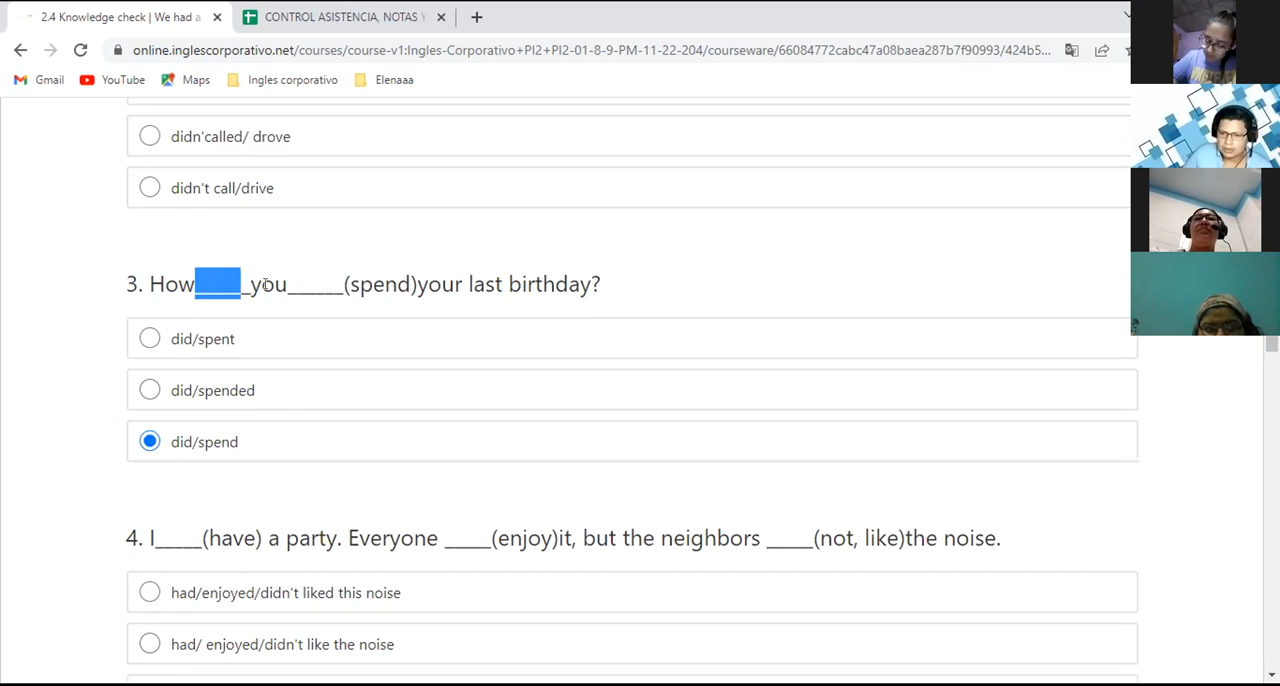 2.4 Knowledge check | We had a
CONTROL ASISTENCIA, NOTAS Y
online.inglescorporativo.net/courses/course-v1:Ingles-Corporativo+PI2+PI2-01-8-9-PM-11-22-204/courseware/66084772cabc47a08baea287b7f90993/424b5...
Gmail YouTube Maps Ingles corporativo Elenaaa
didn'called/ drove
didn't call/drive
3. How_____you______(spend)your last birthday?
did/spent
did/spended
did/spend
4. I_____(have) a party. Everyone _____(enjoy)it, but the neighbors _____(not, like)the noise.
had/enjoyed/didn't liked this noise
had/ enjoyed/didn't like the noise